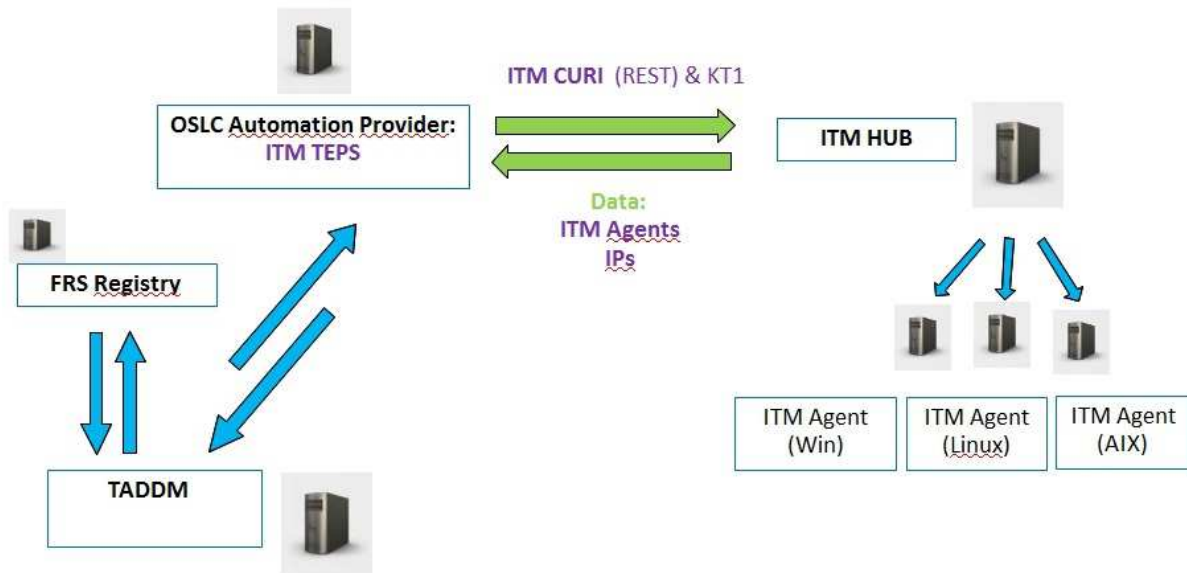 ITM CURI (REST) & KT1
OSLC Automation Provider:
ITM TEPS
ITM HUB
Data:
ITM Agents
IPs
FRS Registry
ITM Agent
(Win)
ITM Agent
(Linux)
ITM Agent
(AIX)
TADDM